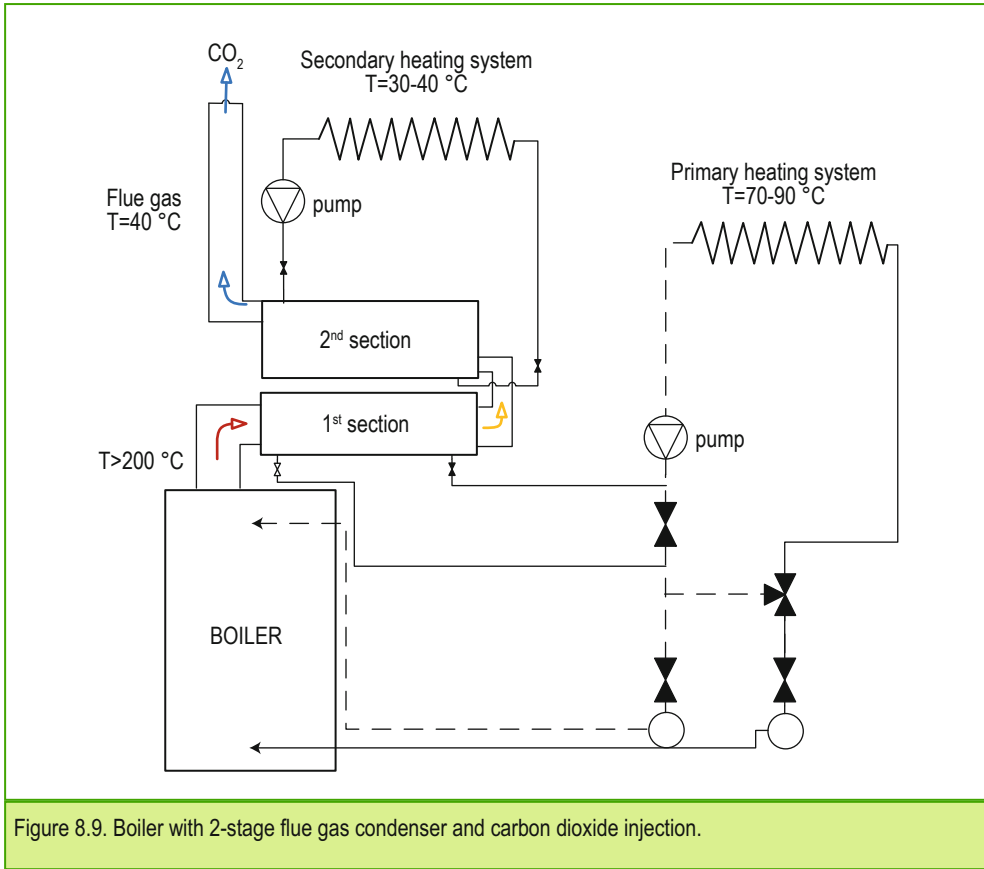 CO₂
Secondary heating system
T=30-40 °C
Flue gas
T=40 °C
pump
Primary heating system
T=70-90 °C
2nd section
1st section
T>200 °C
pump
BOILER
Figure 8.9. Boiler with 2-stage flue gas condenser and carbon dioxide injection.